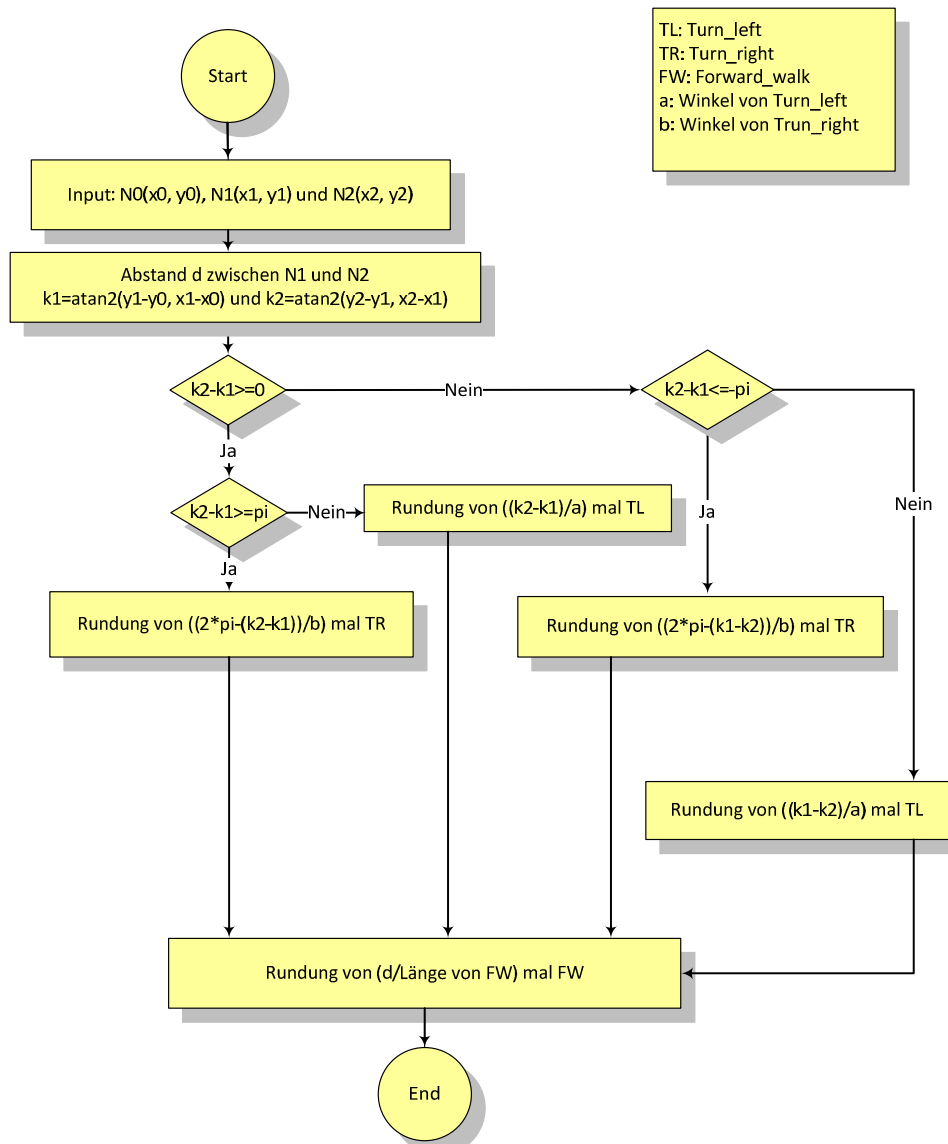 TL: Turn_left
TR: Turn_right
FW: Forward_walk
a: Winkel von Turn_left
b: Winkel von Trun_right
Start
Input: N0(x0, y0), N1(x1, y1) und N2(x2, y2)
Abstand d zwischen N1 und N2
k1=atan2(y1-y0, x1-x0) und k2=atan2(y2-y1, x2-x1)
k2-k1>=0
Nein
k2-k1<=-pi
Ja
k2-k1>=pi
Nein
Rundung von ((k2-k1)/a) mal TL
Ja
Nein
Ja
Rundung von ((2*pi-(k2-k1))/b) mal TR
Rundung von ((2*pi-(k1-k2))/b) mal TR
Rundung von ((k1-k2)/a) mal TL
Rundung von (d/Länge von FW) mal FW
End